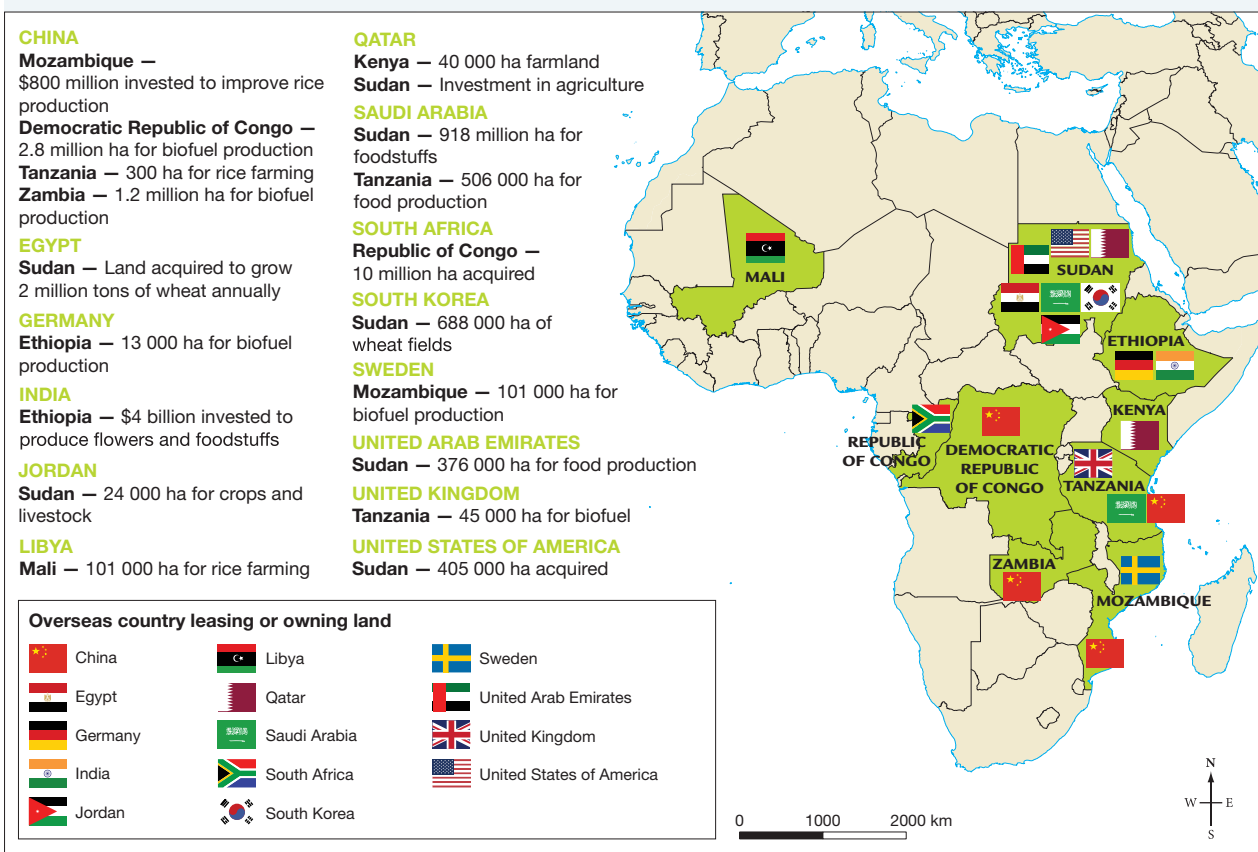 CHINA
Mozambique —
$800 million invested to improve rice
production
Democratic Republic of Congo —
2.8 million ha for biofuel production
Tanzania — 300 ha for rice farming
Zambia — 1.2 million ha for biofuel
production
EGYPT
Sudan — Land acquired to grow
2 million tons of wheat annually
GERMANY
Ethiopia — 13 000 ha for biofuel
production
INDIA
Ethiopia — $4 billion invested to
produce flowers and foodstuffs
JORDAN
Sudan — 24 000 ha for crops and
livestock
LIBYA
Mali — 101 000 ha for rice farming
QATAR
Kenya — 40 000 ha farmland
Sudan — Investment in agriculture
SAUDI ARABIA
Sudan — 918 million ha for
foodstuffs
Tanzania — 506 000 ha for
food production
SOUTH AFRICA
Republic of Congo —
10 million ha acquired
SOUTH KOREA
Sudan — 688 000 ha of
wheat fields
SWEDEN
Mozambique — 101 000 ha for
biofuel production
UNITED ARAB EMIRATES
Sudan — 376 000 ha for food production
UNITED KINGDOM
Tanzania — 45 000 ha for biofuel
UNITED STATES OF AMERICA
Sudan — 405 000 ha acquired
MALI
SUDAN
ETHIOPIA
KENYA
REPUBLIC
OF CONGO
DEMOCRATIC
REPUBLIC
OF CONGO
TANZANIA
ZAMBIA
MOZAMBIQUE
Overseas country leasing or owning land
China
Egypt
Germany
India
Jordan
Libya
Qatar
Saudi Arabia
South Africa
South Korea
Sweden
United Arab Emirates
United Kingdom
United States of America
0 1000 2000 km
N
W E
S